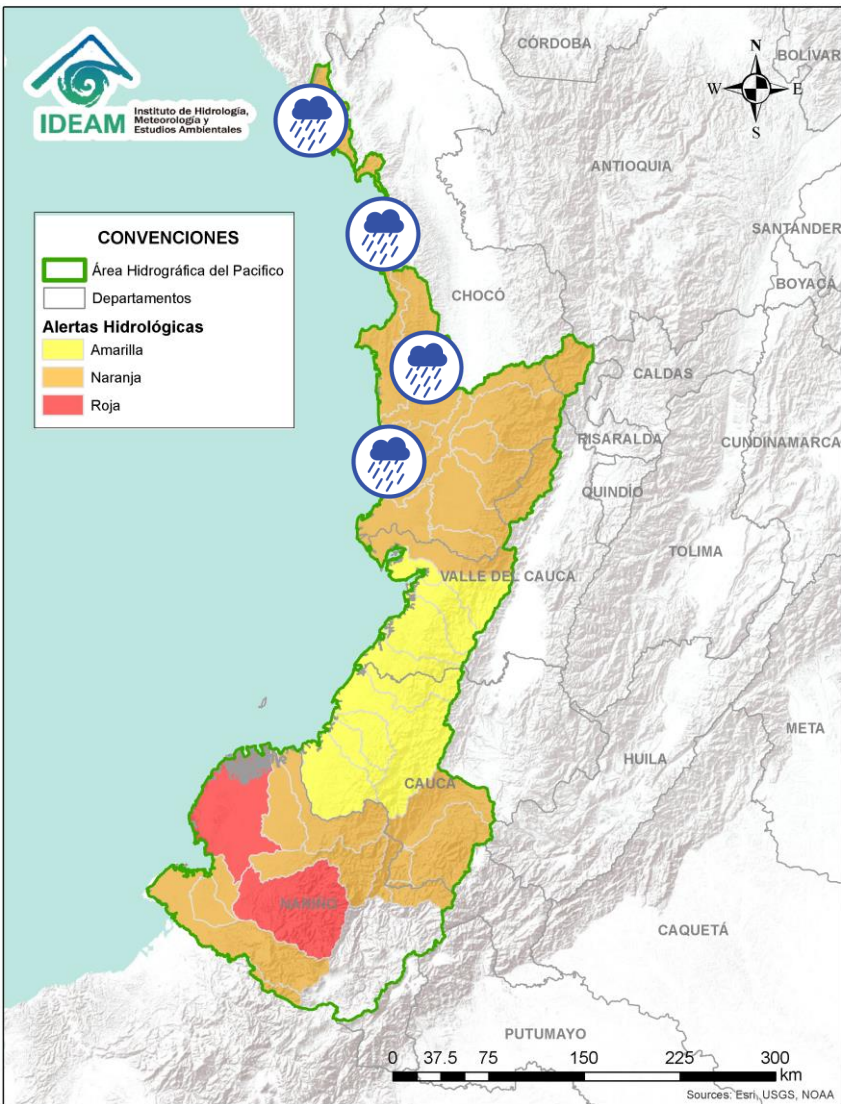 IDEAM
Instituto de Hidrología,
Meteorología y
Estudios Ambientales
CÓRDOBA
BOLÍVAR
N
W
E
S
ANTIOQUIA
SANTANDER
BOYACÁ
CONVENCIONES
Área Hidrográfica del Pacifico
Departamentos
Alertas Hidrológicas
Amarilla
Naranja
Roja
CHOCÓ
CALDAS
RISARALDA
CUNDINAMARCA
QUINDÍO
TOLIMA
VALLE DEL CAUCA
META
HUILA
CAUCA
NARIÑO
CAQUETÁ
PUTUMAYO
0 37.5 75 150 225 300
km
Sources: Esri, USGS, NOAA